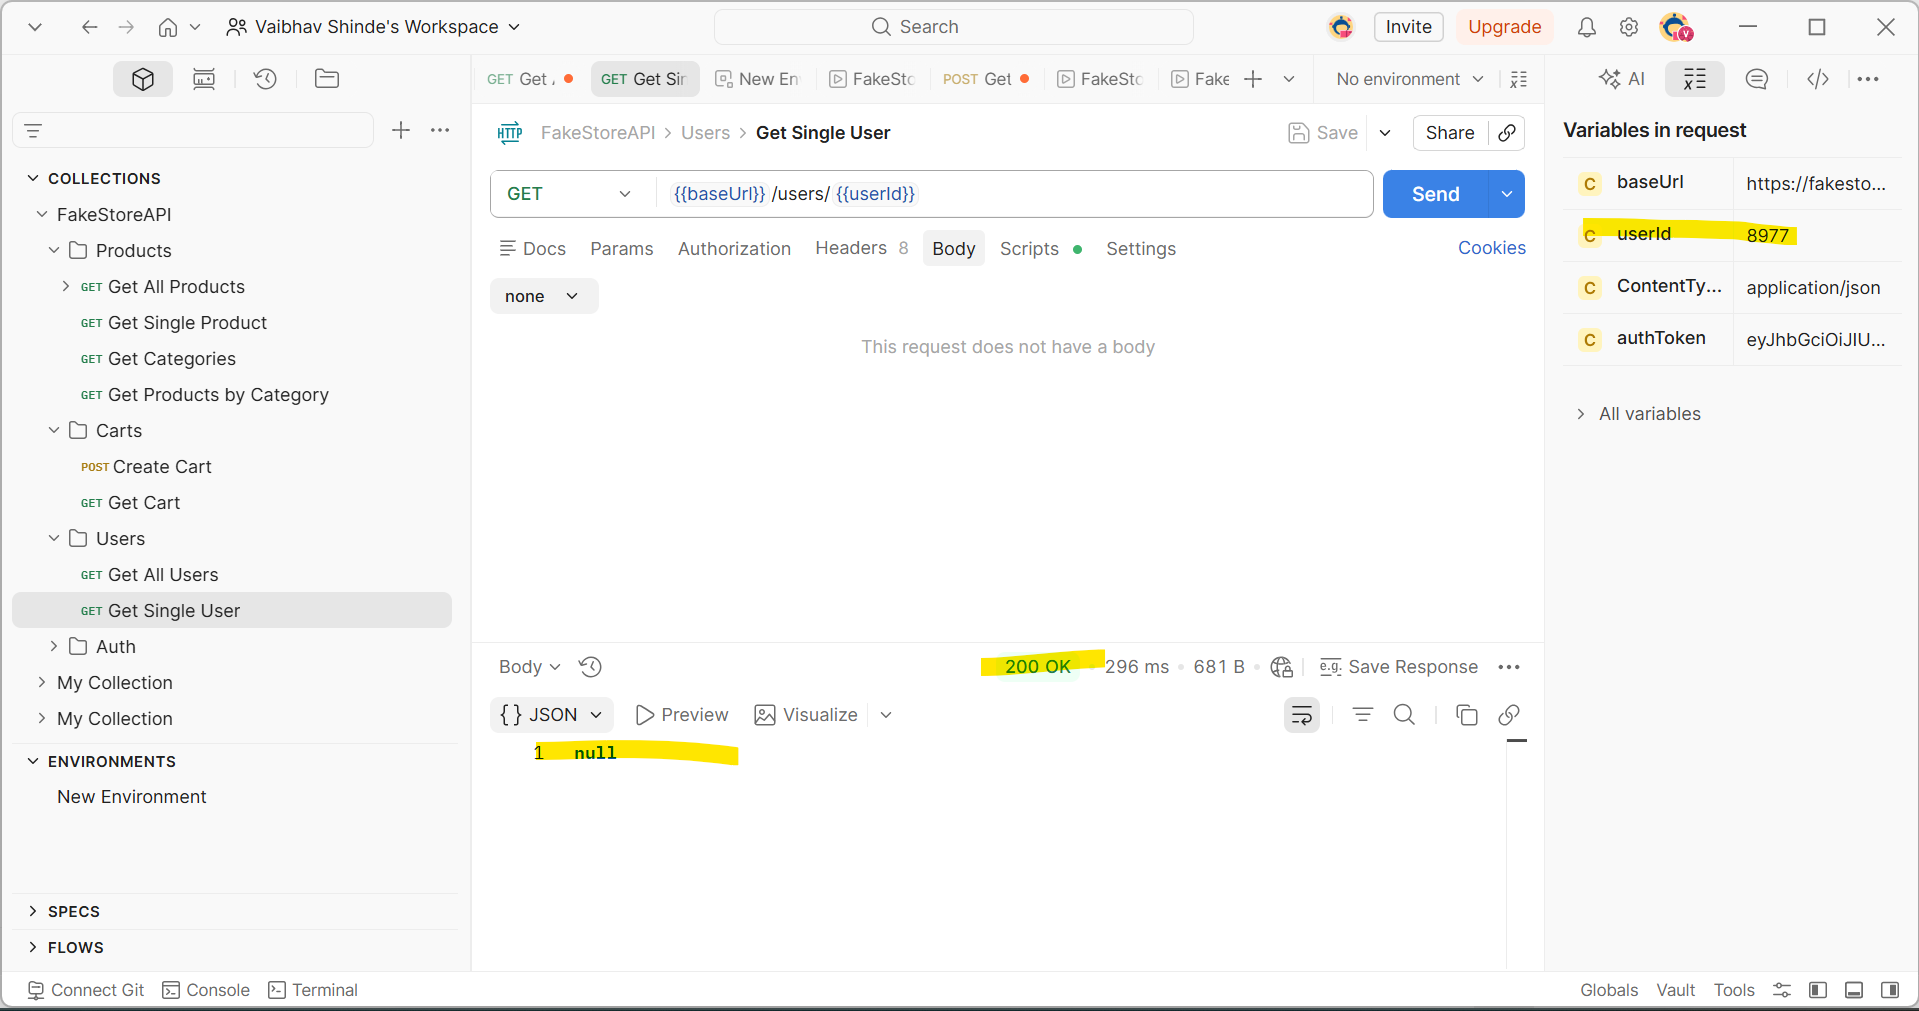 Vaibhav Shinde's Workspace
Search
Invite
Upgrade
GET Get
GET Get Sin
New En
FakeSto
POST Get
FakeSto
Fake
No environment
AI
COLLECTIONS
FakeStoreAPI
Products
GET Get All Products
GET Get Single Product
GET Get Categories
GET Get Products by Category
Carts
POST Create Cart
GET Get Cart
Users
GET Get All Users
GET Get Single User
Auth
My Collection
My Collection
ENVIRONMENTS
New Environment
SPECS
FLOWS
HTTP FakeStoreAPI > Users > Get Single User
Save
Share
GET
{{baseUrl}} /users/ {{userId}}
Send
Docs Params Authorization Headers 8 Body Scripts Settings
Cookies
none
This request does not have a body
Body
200 OK • 296 ms • 681 B
e.g. Save Response
{} JSON
Preview
Visualize
1 null
Variables in request
C baseUrl https://fakesto...
C userId 8977
C ContentTy... application/json
C authToken eyJhbGciOiJIU...
All variables
Connect Git Console Terminal
Globals Vault Tools